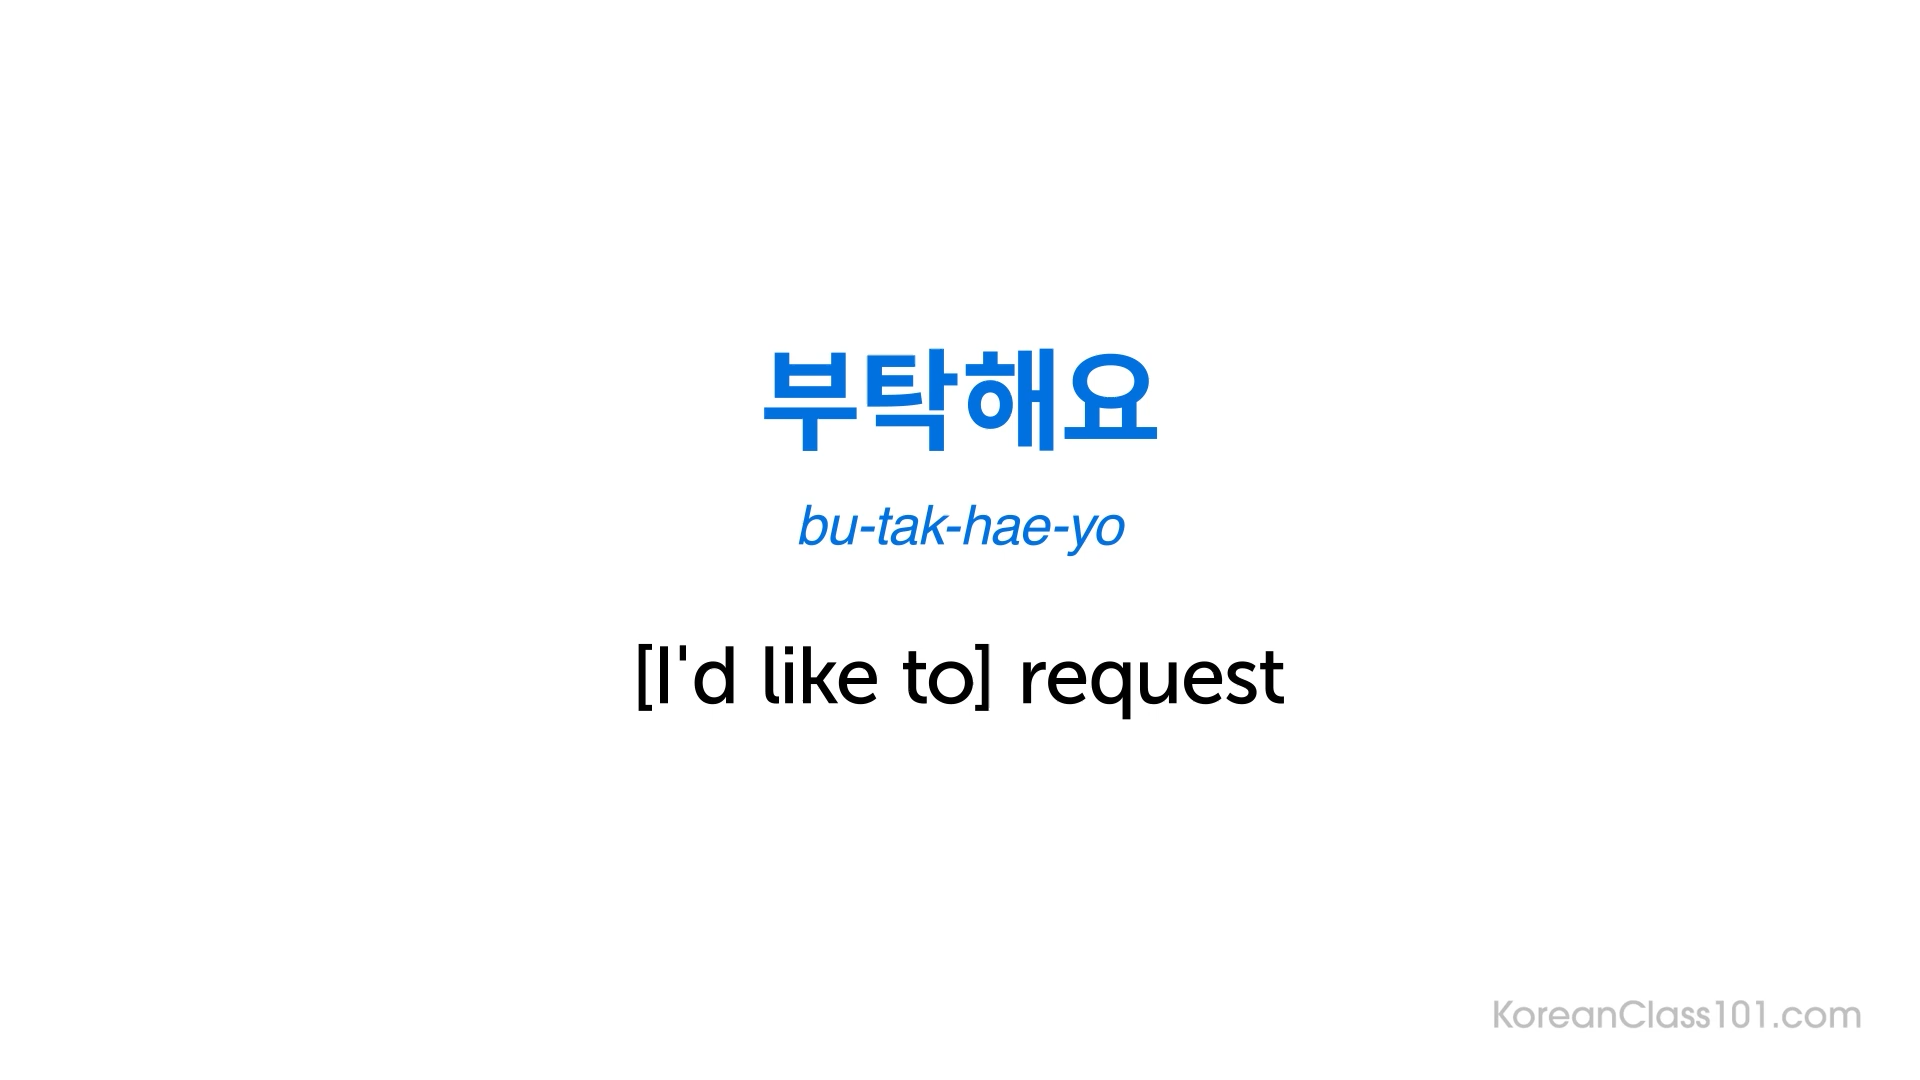 부탁해요
bu-tak-hae-yo
[I'd like to] request
KoreanClass101.com